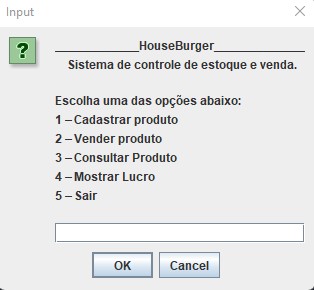 Input
______________HouseBurger_______________
Sistema de controle de estoque e venda.
Escolha uma das opções abaixo:
1 – Cadastrar produto
2 – Vender produto
3 – Consultar Produto
4 – Mostrar Lucro
5 – Sair
OK Cancel